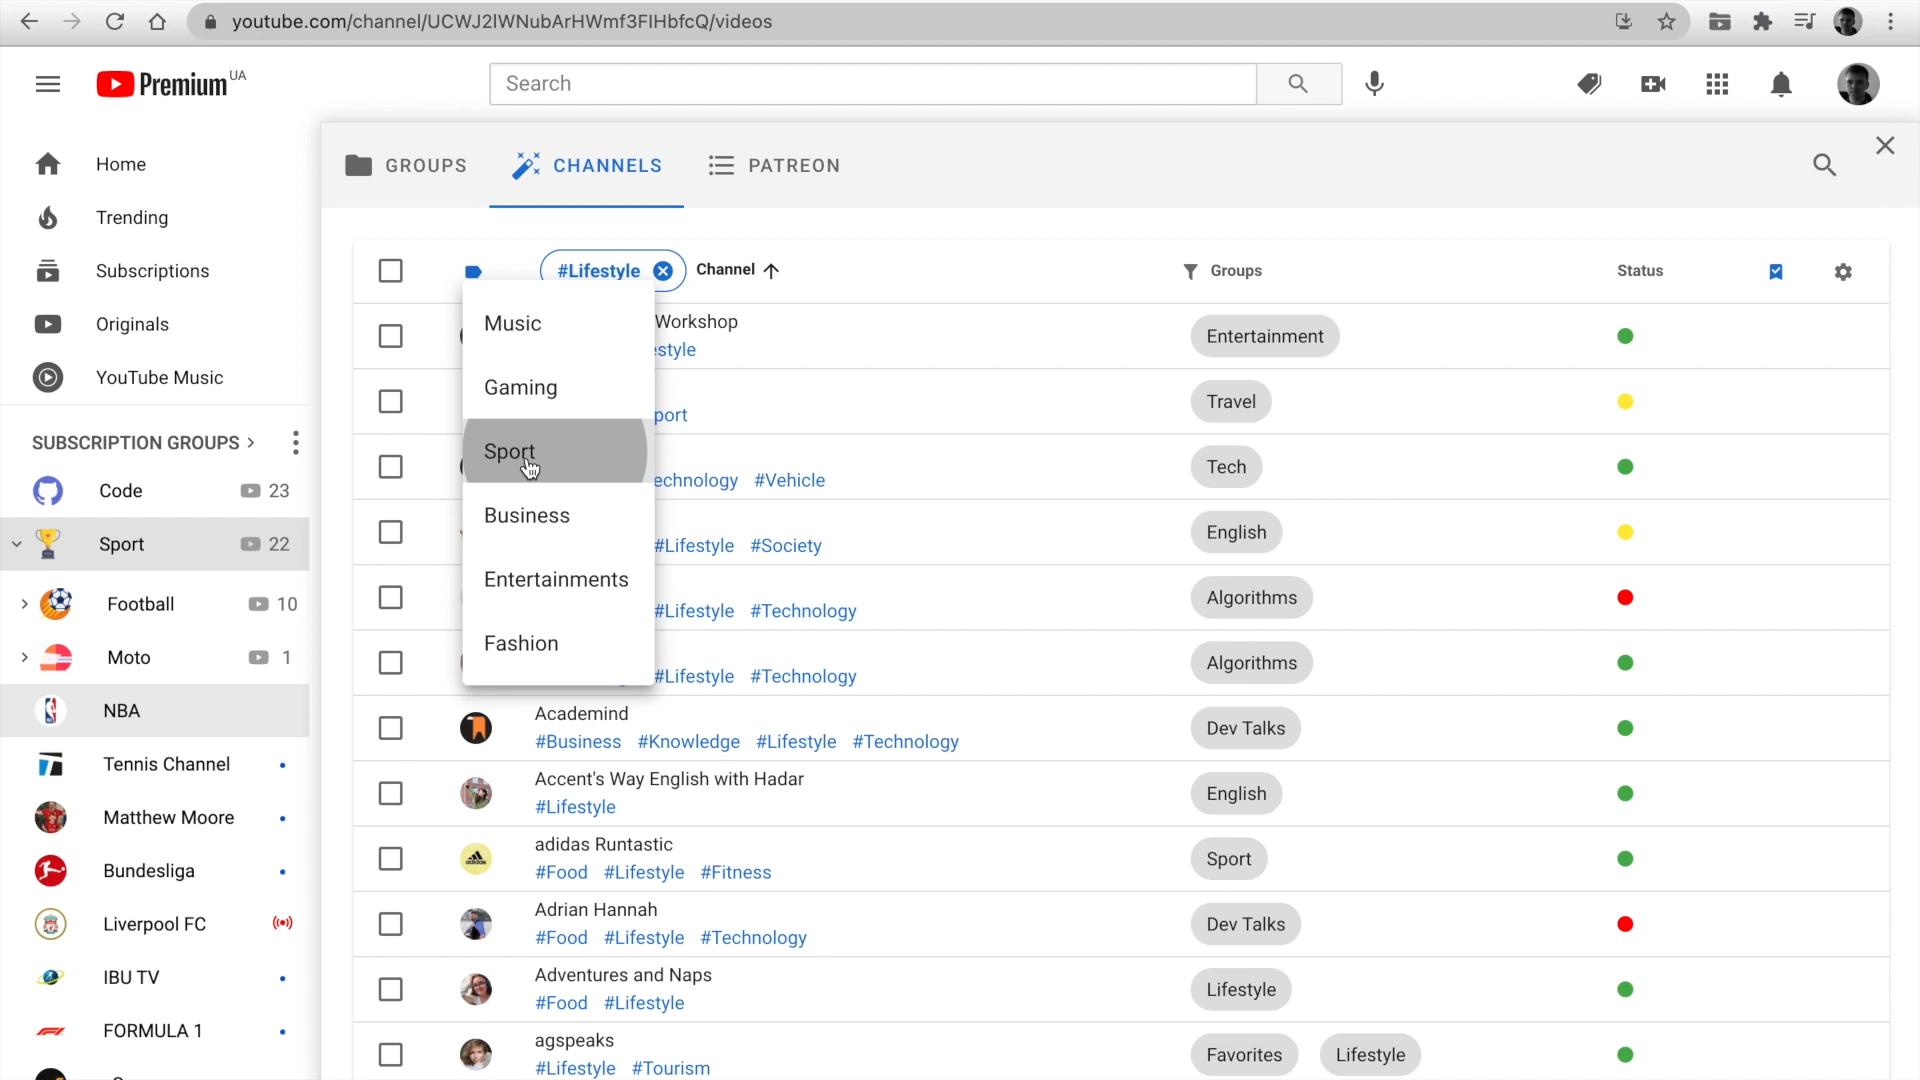 youtube.com/channel/UCWJ2lWNubArHWmf3FIHbfcQ/videos
Premium UA
Search
Home
Trending
Subscriptions
Originals
YouTube Music
SUBSCRIPTION GROUPS
Code 23
Sport 22
Football 10
Moto 1
NBA
Tennis Channel
Matthew Moore
Bundesliga
Liverpool FC
IBU TV
FORMULA 1
GROUPS CHANNELS PATREON
#Lifestyle Channel Groups Status
Music
Gaming
Sport
Business
Entertainments
Fashion
Workshop
estyle
Entertainment
port
Travel
echnology #Vehicle
Tech
#Lifestyle #Society
English
#Lifestyle #Technology
Algorithms
#Lifestyle #Technology
Algorithms
Academind
#Business #Knowledge #Lifestyle #Technology
Dev Talks
Accent's Way English with Hadar
#Lifestyle
English
adidas Runtastic
#Food #Lifestyle #Fitness
Sport
Adrian Hannah
#Food #Lifestyle #Technology
Dev Talks
Adventures and Naps
#Food #Lifestyle
Lifestyle
agspeaks
#Lifestyle #Tourism
Favorites Lifestyle